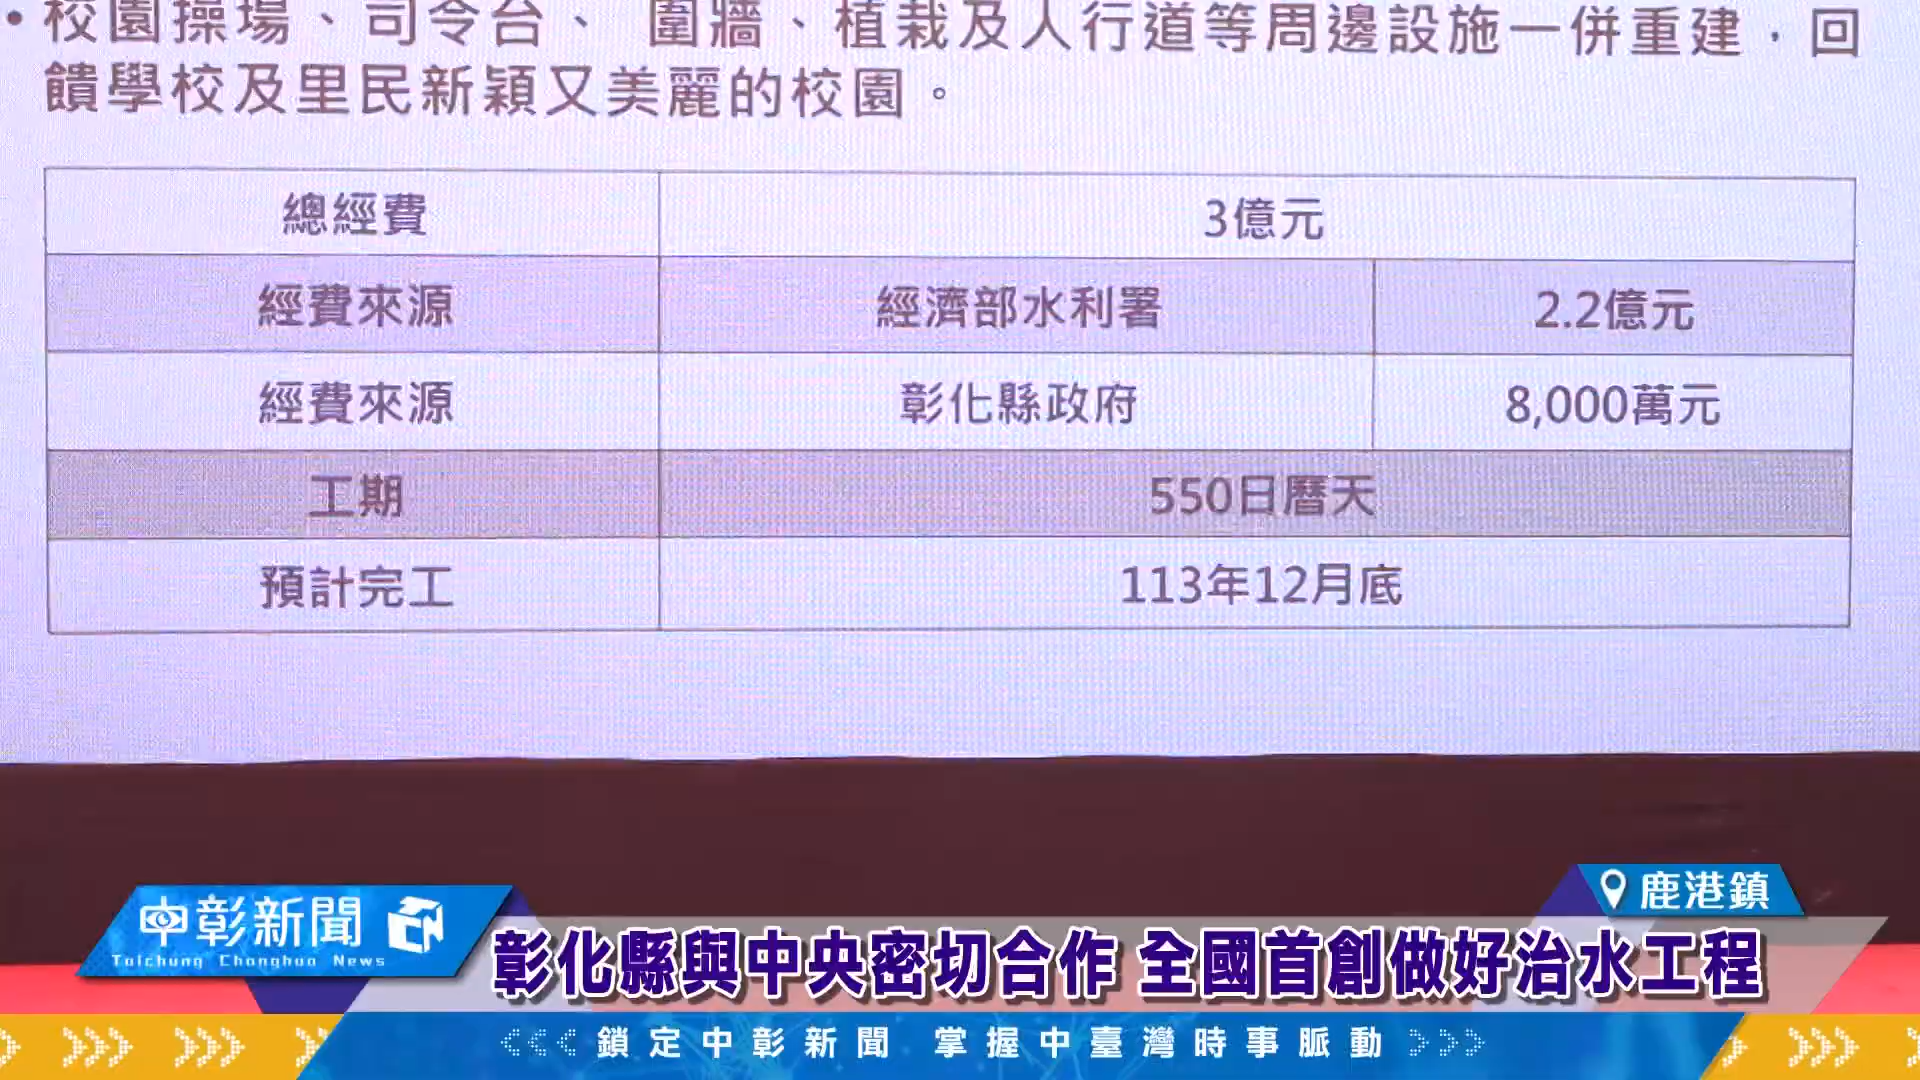 • 校園操場、司令台、 圍牆、植栽及人行道等周邊設施一併重建，回
饋學校及里民新穎又美麗的校園。
總經費 3億元
經費來源 經濟部水利署 2.2億元
經費來源 彰化縣政府 8,000萬元
工期 550日曆天
預計完工 113年12月底
鹿港鎮
中彰新聞
Taichung Changhua News
彰化縣與中央密切合作 全國首創做好治水工程
鎖定中彰新聞 掌握中臺灣時事脈動